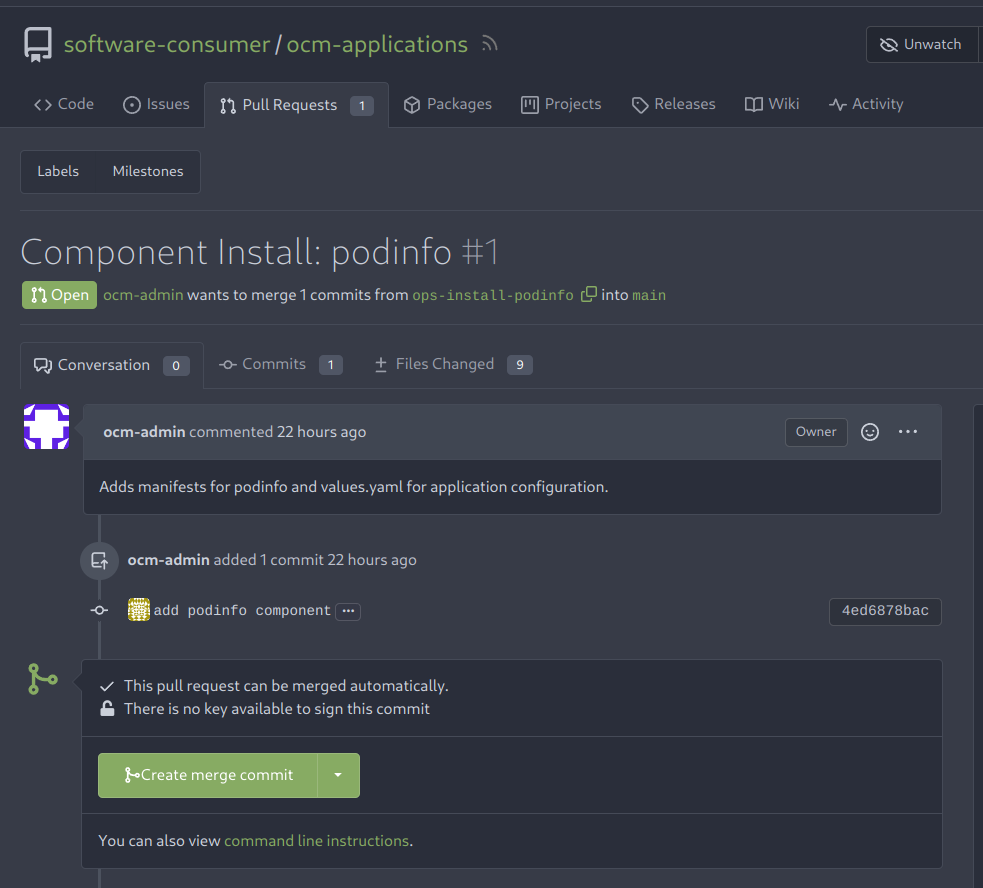 software-consumer/ocm-applications
Unwatch
Code Issues Pull Requests 1 Packages Projects Releases Wiki Activity
Labels Milestones
Component Install: podinfo #1
Open ocm-admin wants to merge 1 commits from ops-install-podinfo into main
Conversation 0 Commits 1 Files Changed 9
ocm-admin commented 22 hours ago Owner
Adds manifests for podinfo and values.yaml for application configuration.
ocm-admin added 1 commit 22 hours ago
add podinfo component ... 4ed6878bac
This pull request can be merged automatically.
There is no key available to sign this commit
Create merge commit
You can also view command line instructions.